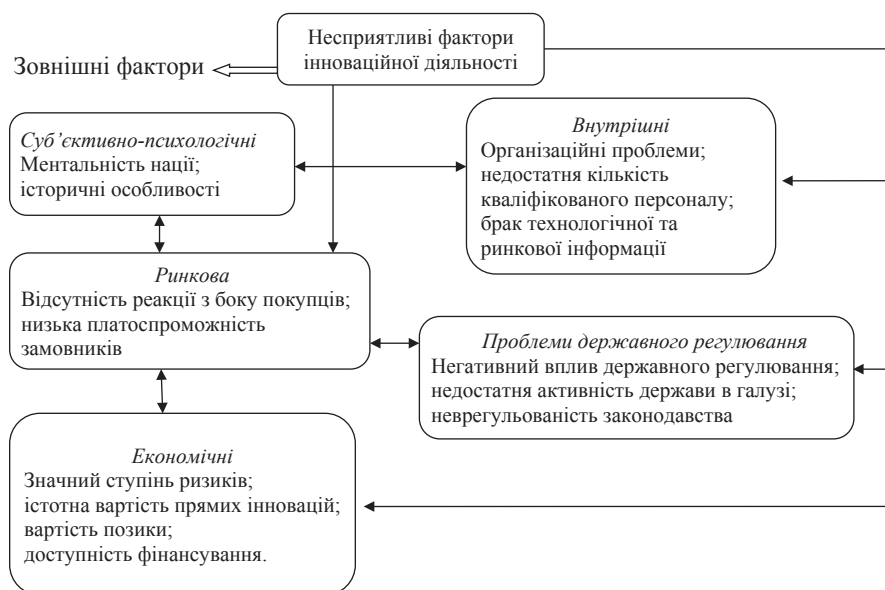 Несприятливі фактори
інноваційної діяльності
Зовнішні фактори
Суб’єктивно-психологічні
Ментальність нації;
історичні особливості
Внутрішні
Організаційні проблеми;
недостатня кількість
кваліфікованого персоналу;
брак технологічної та
ринкової інформації
Ринкова
Відсутність реакції з боку покупців;
низька платоспроможність
замовників
Проблеми державного регулювання
Негативний вплив державного регулювання;
недостатня активність держави в галузі;
неврегульованість законодавства
Економічні
Значний ступінь ризиків;
істотна вартість прямих інновацій;
вартість позики;
доступність фінансування.